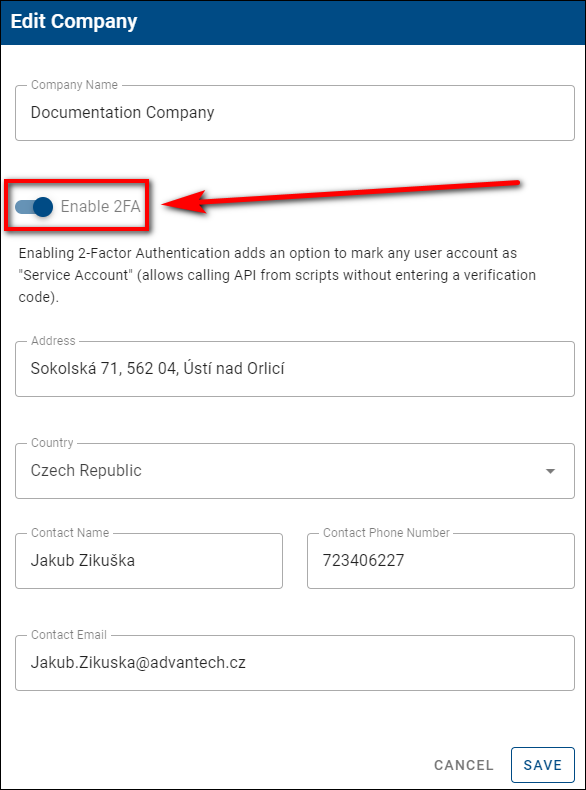 Edit Company
Company Name
Documentation Company
Enable 2FA
Enabling 2-Factor Authentication adds an option to mark any user account as
"Service Account" (allows calling API from scripts without entering a verification
code).
Address
Sokolská 71, 562 04, Ústí nad Orlicí
Country
Czech Republic
Contact Name
Jakub Zikuška
Contact Phone Number
723406227
Contact Email
Jakub.Zikuska@advantech.cz
CANCEL
SAVE